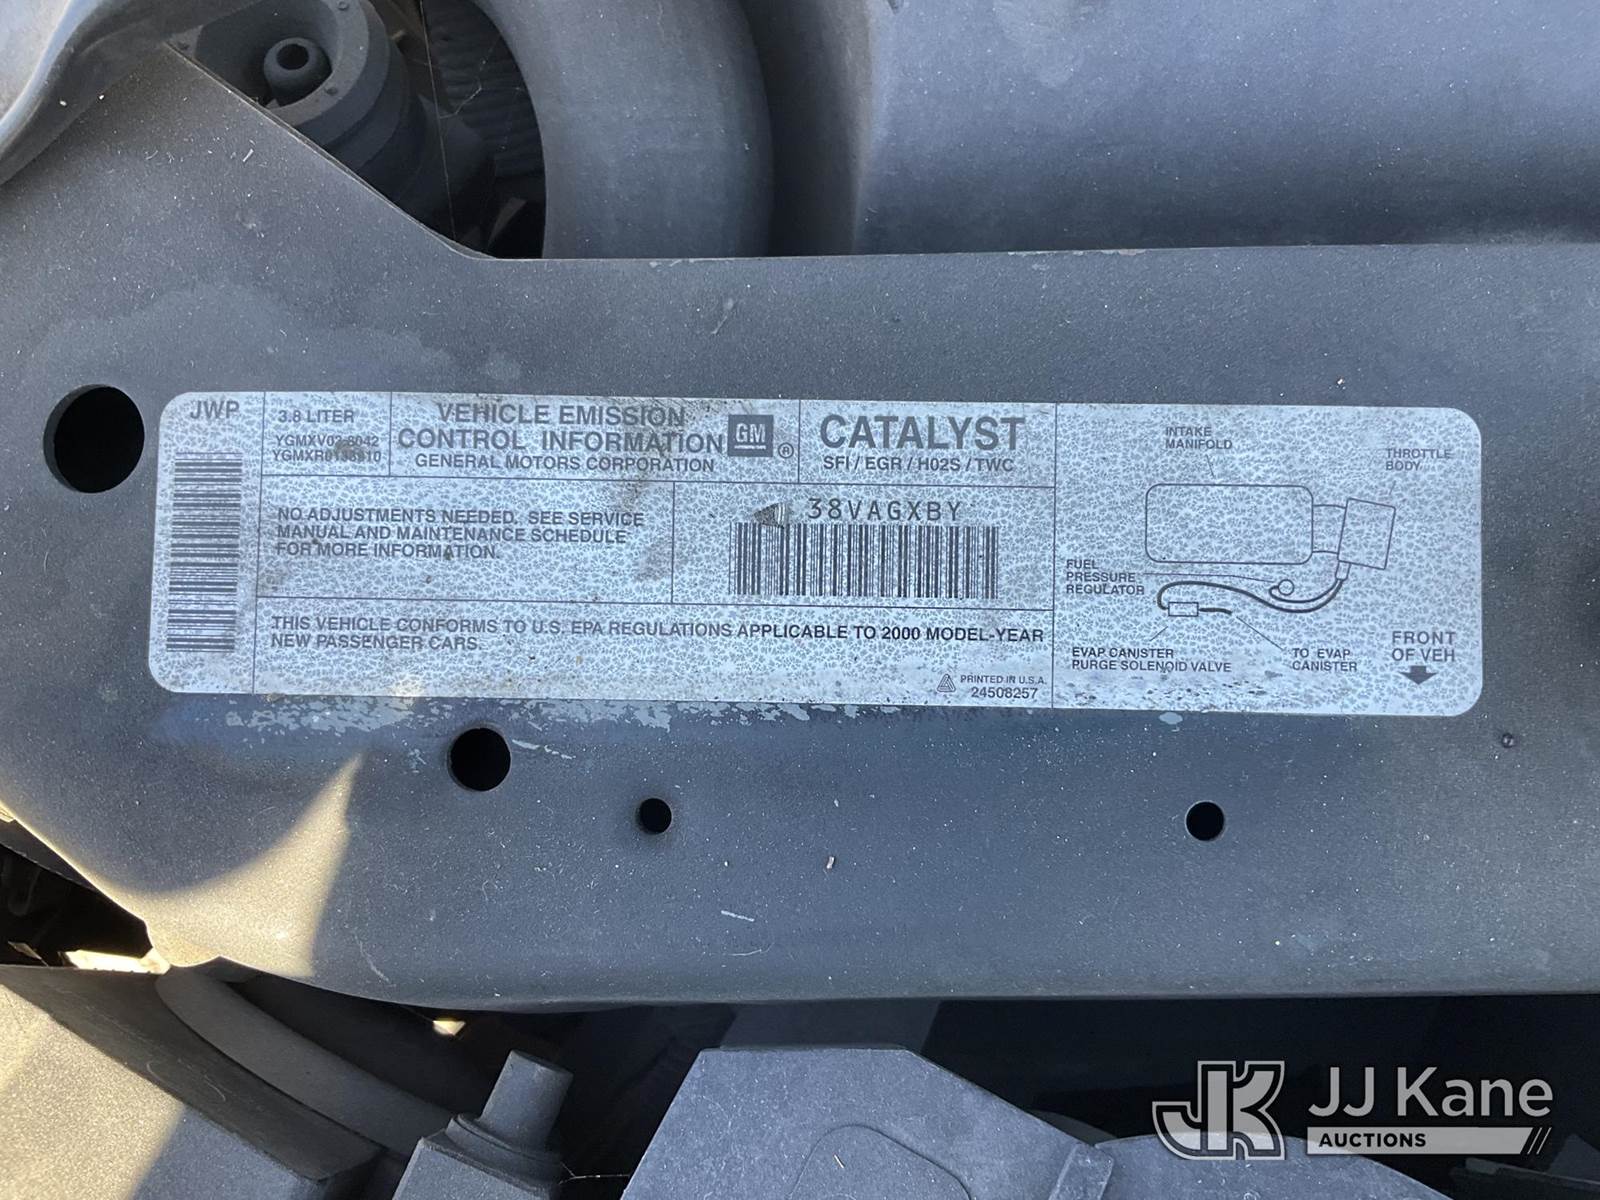 JWP
3.8 LITER
YGMXV03.8042
VEHICLE EMISSION
CONTROL INFORMATION
GENERAL MOTORS CORPORATION
GM ®
CATALYST
SFI / EGR / HO2S / TWC
NO ADJUSTMENTS NEEDED. SEE SERVICE
MANUAL AND MAINTENANCE SCHEDULE
FOR MORE INFORMATION.
38VAGXBY
THIS VEHICLE CONFORMS TO U.S. EPA REGULATIONS APPLICABLE TO 2000 MODEL-YEAR
NEW PASSENGER CARS.
PRINTED IN U.S.A.
24508257
INTAKE
MANIFOLD
THROTTLE
BODY
FUEL
PRESSURE
REGULATOR
EVAP CANISTER
PURGE SOLENOID VALVE
TO EVAP
CANISTER
FRONT
OF VEH
JK JJ Kane
AUCTIONS